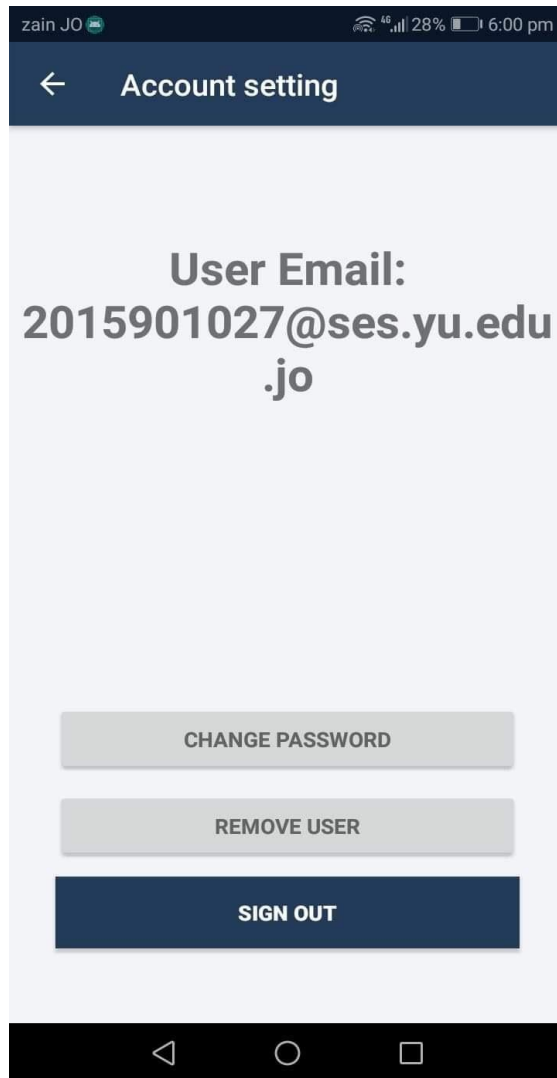 zain JO 4G 28% 6:00 pm
Account setting
User Email:
2015901027@ses.yu.edu
.jo
CHANGE PASSWORD
REMOVE USER
SIGN OUT